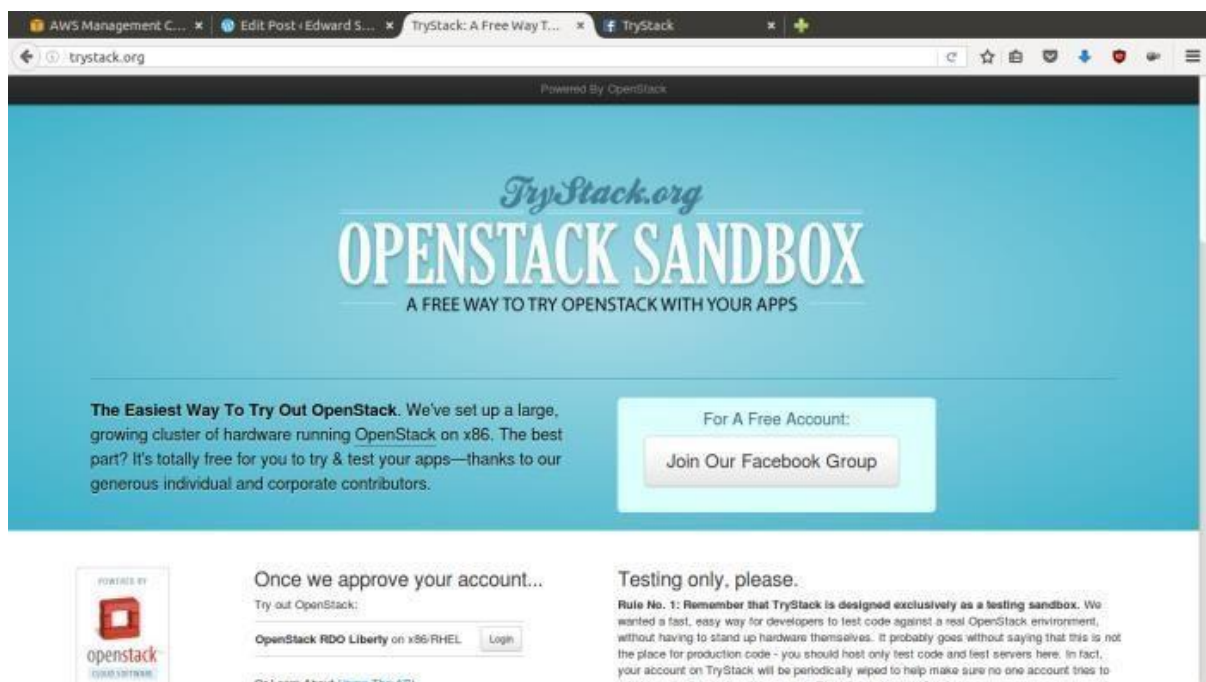 AWS Management C...
Edit Post ‹ Edward S...
TryStack: A Free Way T...
TryStack
trystack.org
Powered By OpenStack
TryStack.org
OPENSTACK SANDBOX
A FREE WAY TO TRY OPENSTACK WITH YOUR APPS
The Easiest Way To Try Out OpenStack. We've set up a large,
growing cluster of hardware running OpenStack on x86. The best
part? It's totally free for you to try & test your apps—thanks to our
generous individual and corporate contributors.
For A Free Account:
Join Our Facebook Group
POWERED BY
openstack
CLOUD SOFTWARE
Once we approve your account...
Try out OpenStack:
OpenStack RDO Liberty on x86/RHEL
Login
Testing only, please.
Rule No. 1: Remember that TryStack is designed exclusively as a testing sandbox. We
wanted a fast, easy way for developers to test code against a real OpenStack environment,
without having to stand up hardware themselves. It probably goes without saying that this is not
the place for production code - you should host only test code and test servers here. In fact,
your account on TryStack will be periodically wiped to help make sure no one account tries to